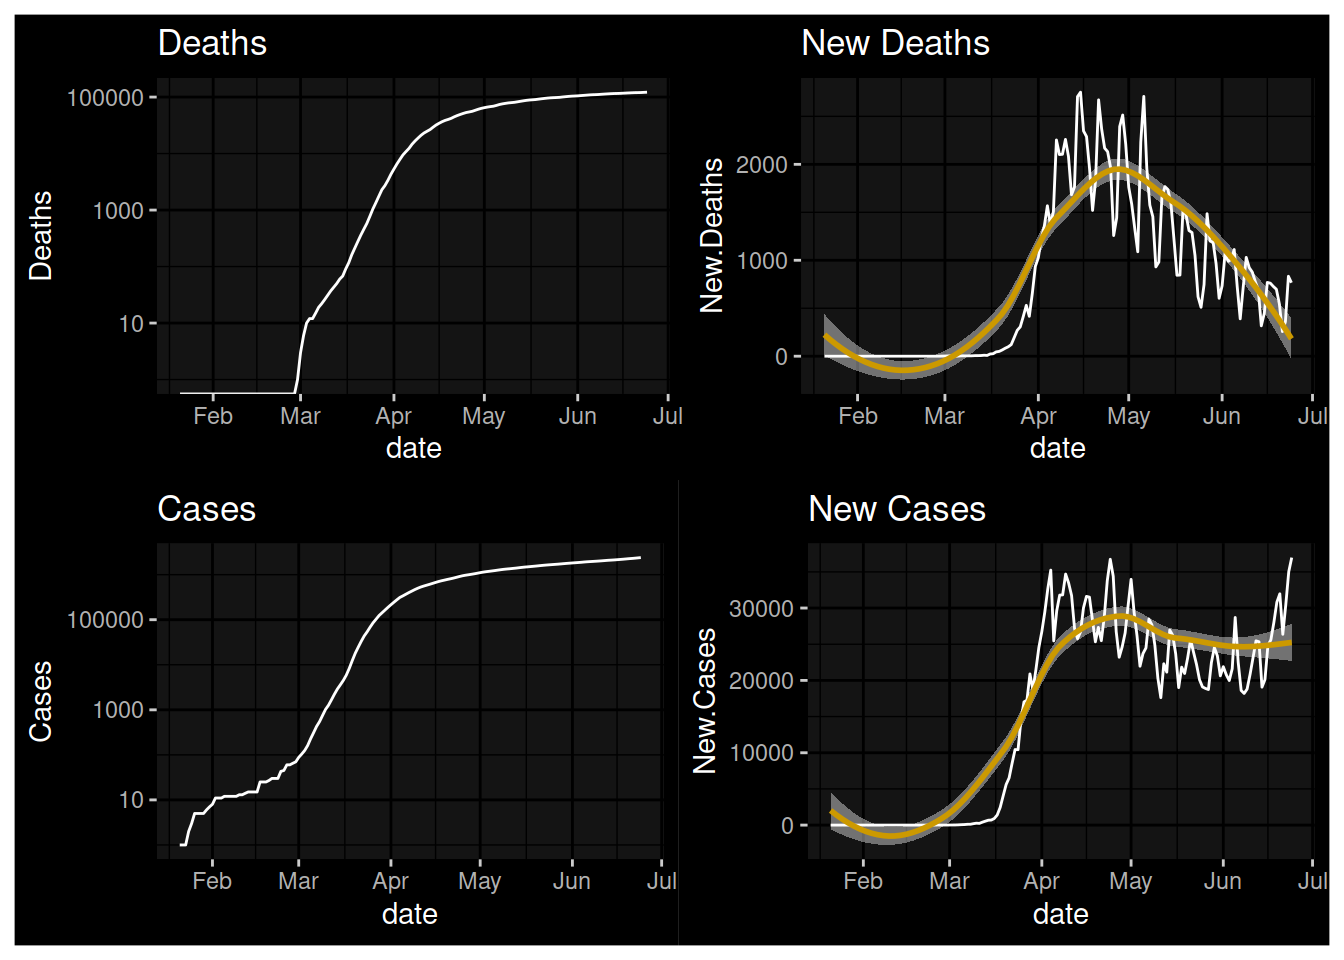 Deaths
Deaths
100000
1000
10
Feb Mar Apr May Jun Jul
date
New Deaths
New.Deaths
2000
1000
0
Feb Mar Apr May Jun Jul
date
Cases
Cases
100000
1000
10
Feb Mar Apr May Jun Jul
date
New Cases
New.Cases
30000
20000
10000
0
Feb Mar Apr May Jun Jul
date